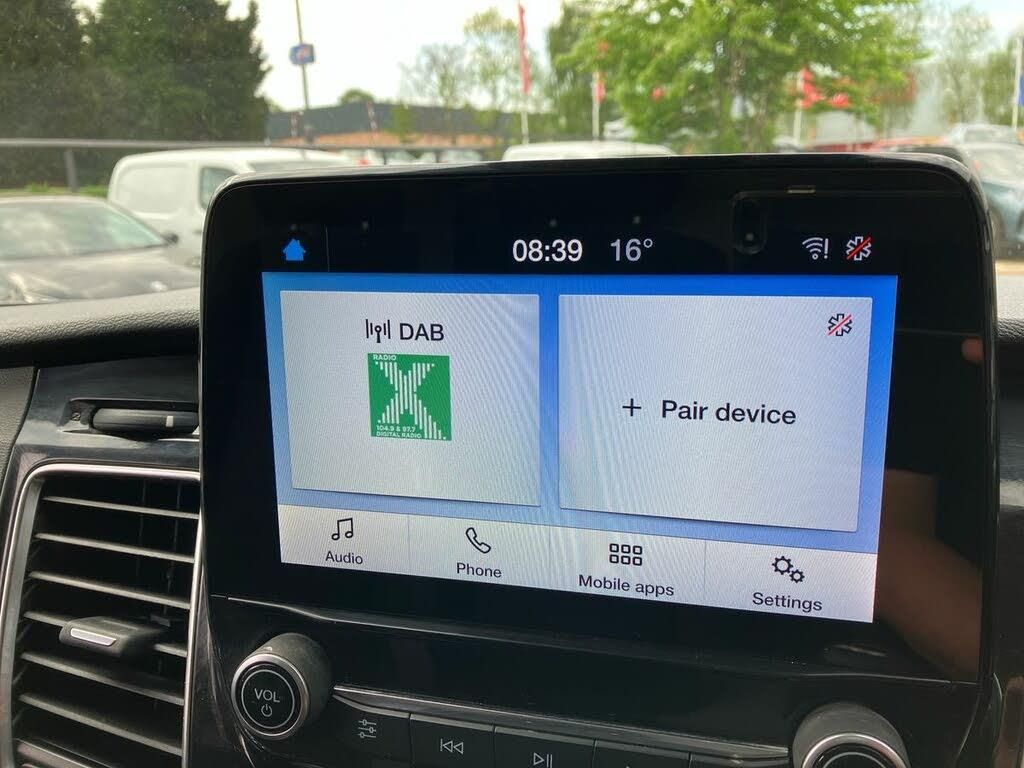 08:39 16°
DAB
RADIO
X
104.9 & 97.7
DIGITAL RADIO
+ Pair device
Audio
Phone
Mobile apps
Settings
VOL